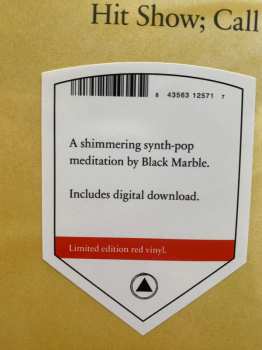 Hit Show; Call
8 43563 12571 7
A shimmering synth-pop
meditation by Black Marble.
Includes digital download.
Limited edition red vinyl.